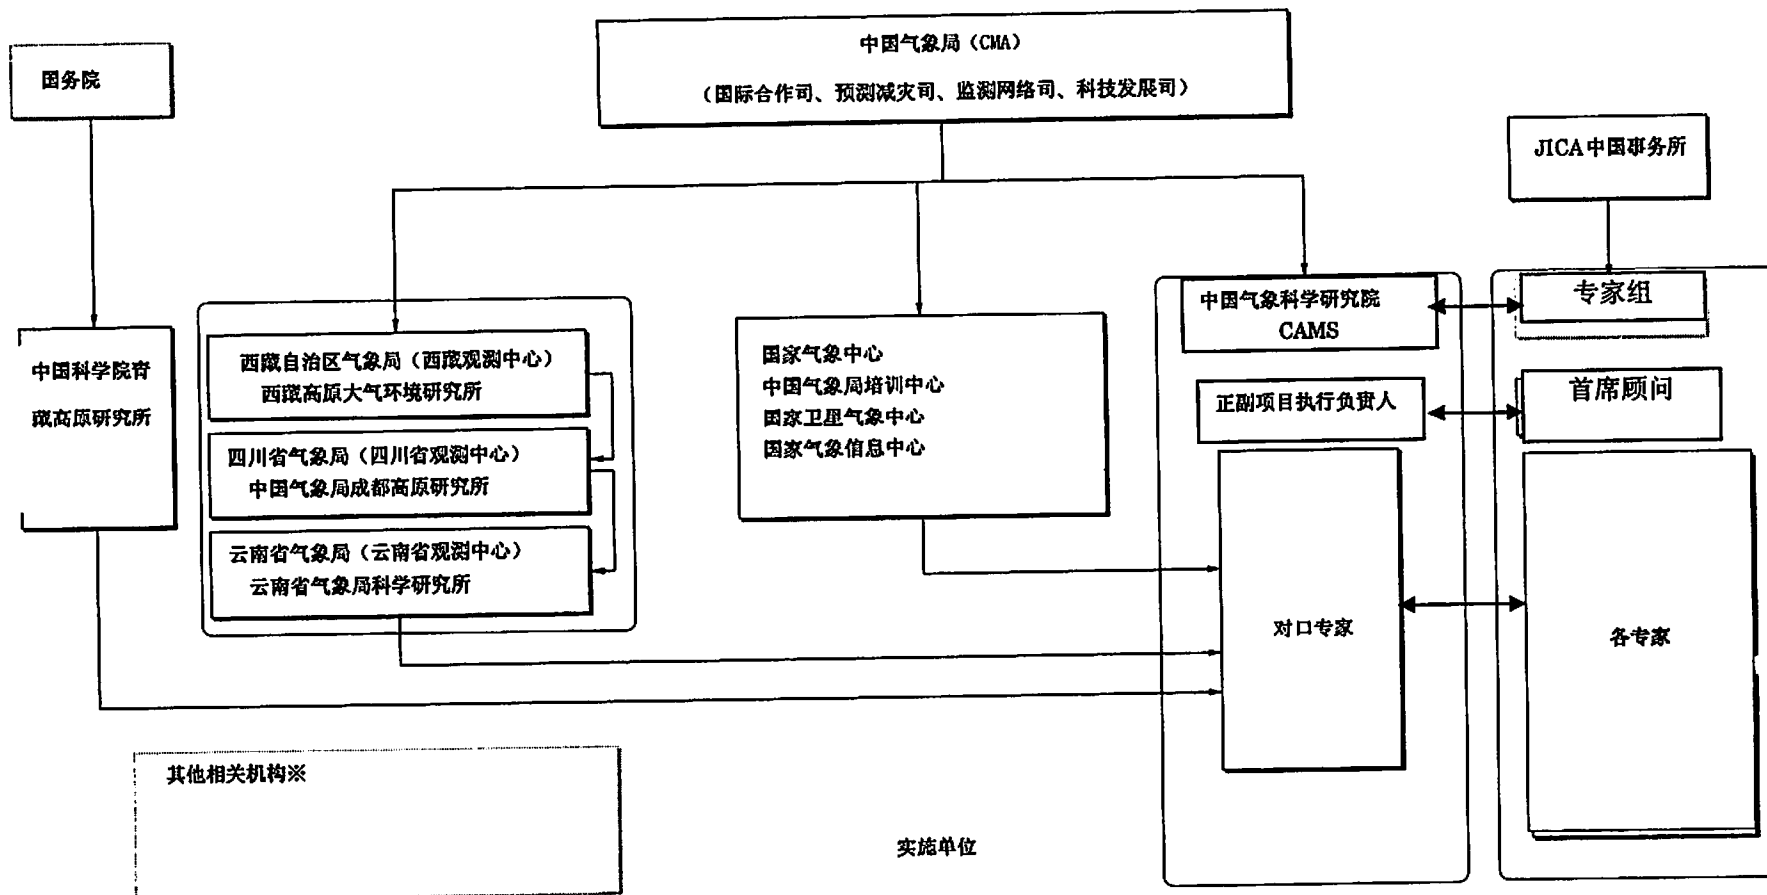 中国气象局（CMA）
（国际合作司、预测减灾司、监测网络司、科技发展司）
国务院
JICA中国事务所
中国科学院青
藏高原研究所
西藏自治区气象局（西藏观测中心）
西藏高原大气环境研究所
四川省气象局（四川省观测中心）
中国气象局成都高原研究所
云南省气象局（云南省观测中心）
云南省气象局科学研究所
国家气象中心
中国气象局培训中心
国家卫星气象中心
国家气象信息中心
中国气象科学研究院
CAMS
正副项目执行负责人
对口专家
专家组
首席顾问
各专家
其他相关机构※
实施单位